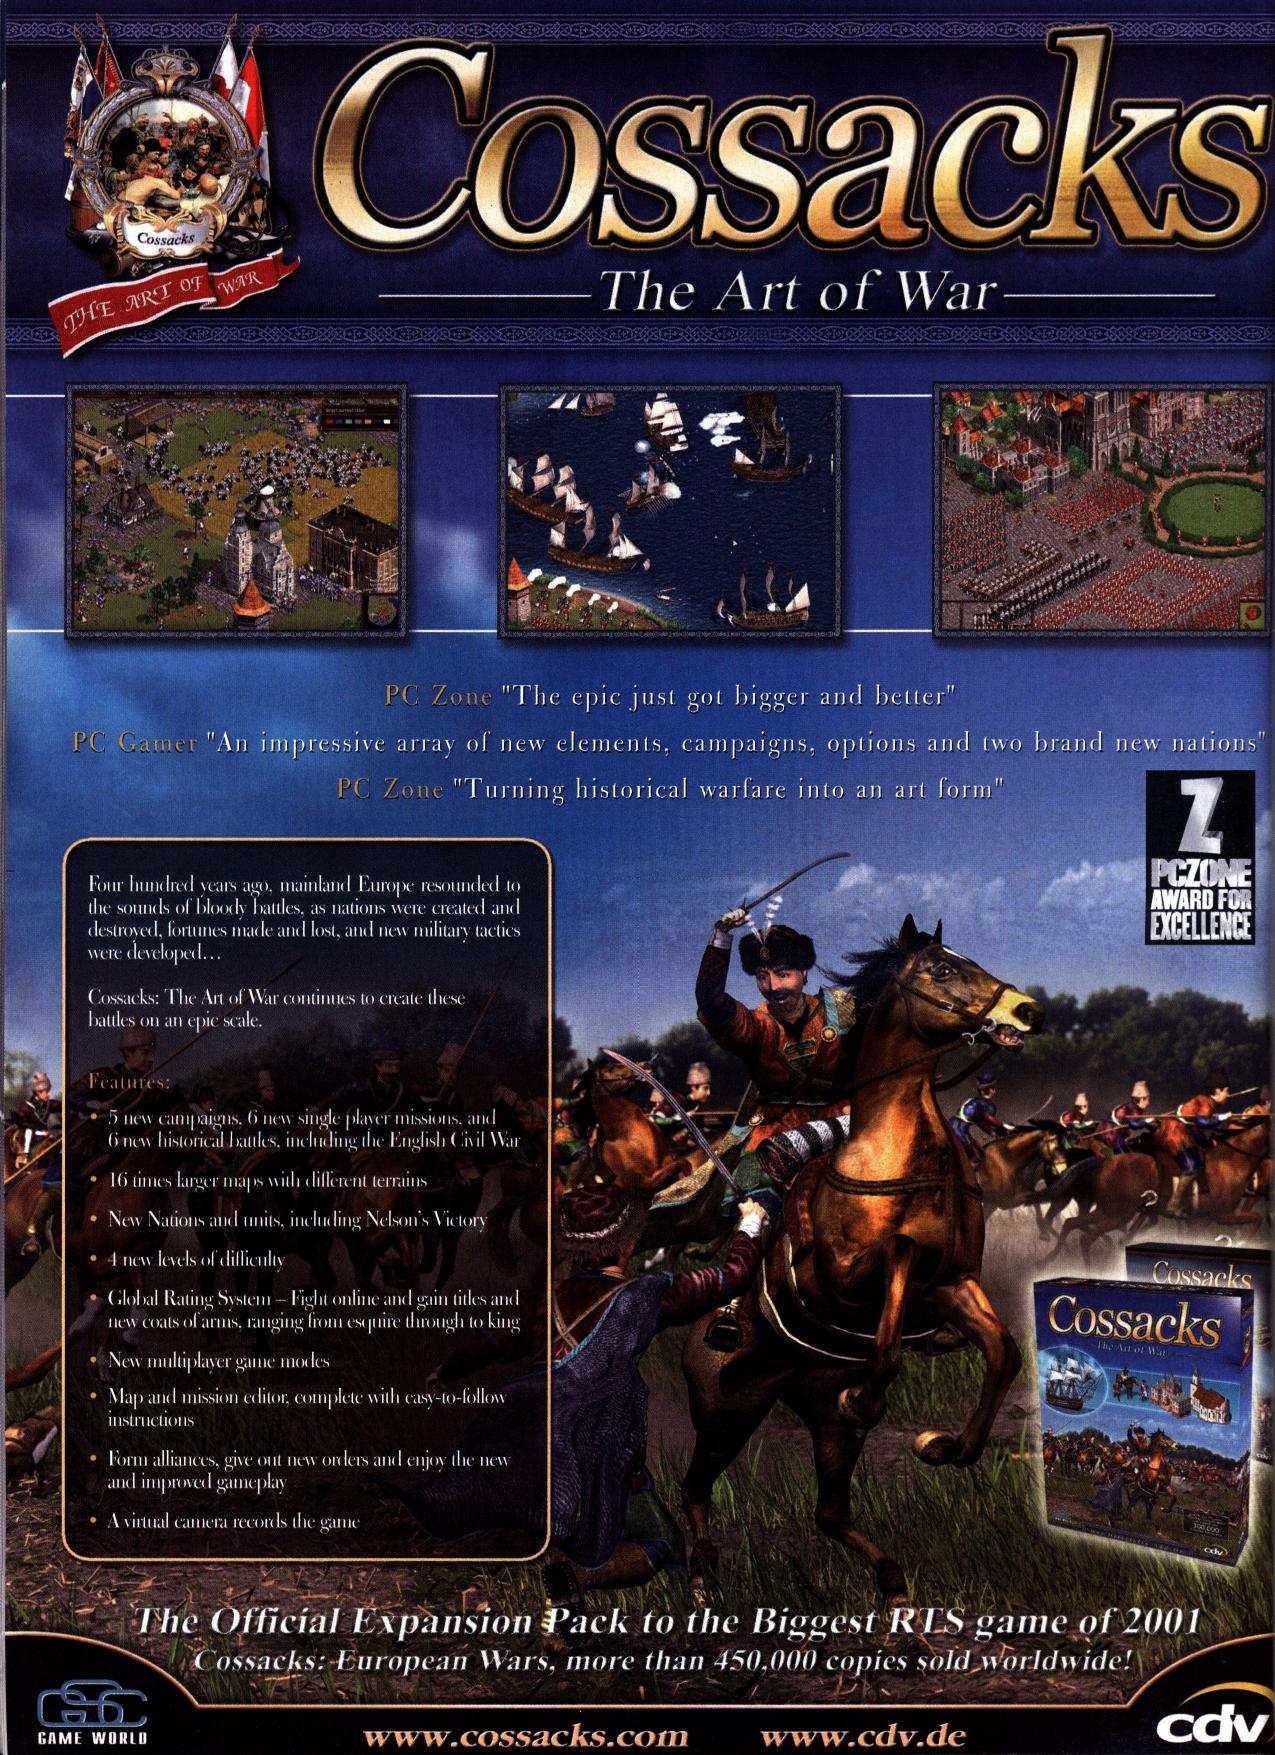 Cossacks
The Art of War
Cossacks
THE ART OF WAR
PC Zone "The epic just got bigger and better"
PC Gamer "An impressive array of new elements, campaigns, options and two brand new nations"
PC Zone "Turning historical warfare into an art form"
Z
PCZONE
AWARD FOR
EXCELLENCE
Four hundred years ago, mainland Europe resounded to
the sounds of bloody battles, as nations were created and
destroyed, fortunes made and lost, and new military tactics
were developed...
Cossacks: The Art of War continues to create these
battles on an epic scale.
Features:
• 5 new campaigns, 6 new single player missions, and
6 new historical battles, including the English Civil War
• 16 times larger maps with different terrains
• New Nations and units, including Nelson's Victory
• 4 new levels of difficulty
• Global Rating System – Fight online and gain titles and
new coats of arms, ranging from esquire through to king
• New multiplayer game modes
• Map and mission editor, complete with easy-to-follow
instructions
• Form alliances, give out new orders and enjoy the new
and improved gameplay
• A virtual camera records the game
Cossacks
Cossacks
The Art of War
cdv
The Official Expansion Pack to the Biggest RTS game of 2001
Cossacks: European Wars, more than 450,000 copies sold worldwide!
GSC
GAME WORLD
www.cossacks.com www.cdv.de
cdv